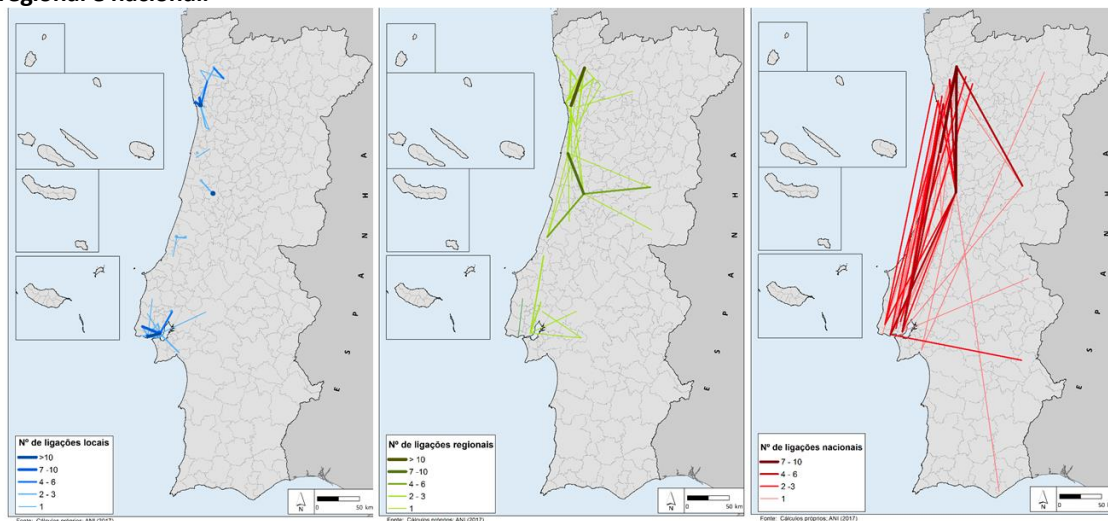 regional e nacional.
E S P A N H A
Nº de ligações locais
>10
7 - 10
4 - 6
2 - 3
1
N
0 50 km
Fonte: Cálculos próprios; ANI (2017)
E S P A N H A
Nº de ligações regionais
> 10
7 -10
4 - 6
2 - 3
1
N
0 50
Fonte: Cálculos próprios; ANI (2017)
E S P A N H A
Nº de ligações nacionais
7 - 10
4 - 6
2 -3
1
N
0 50
Fonte: Cálculos próprios; ANI (2017)